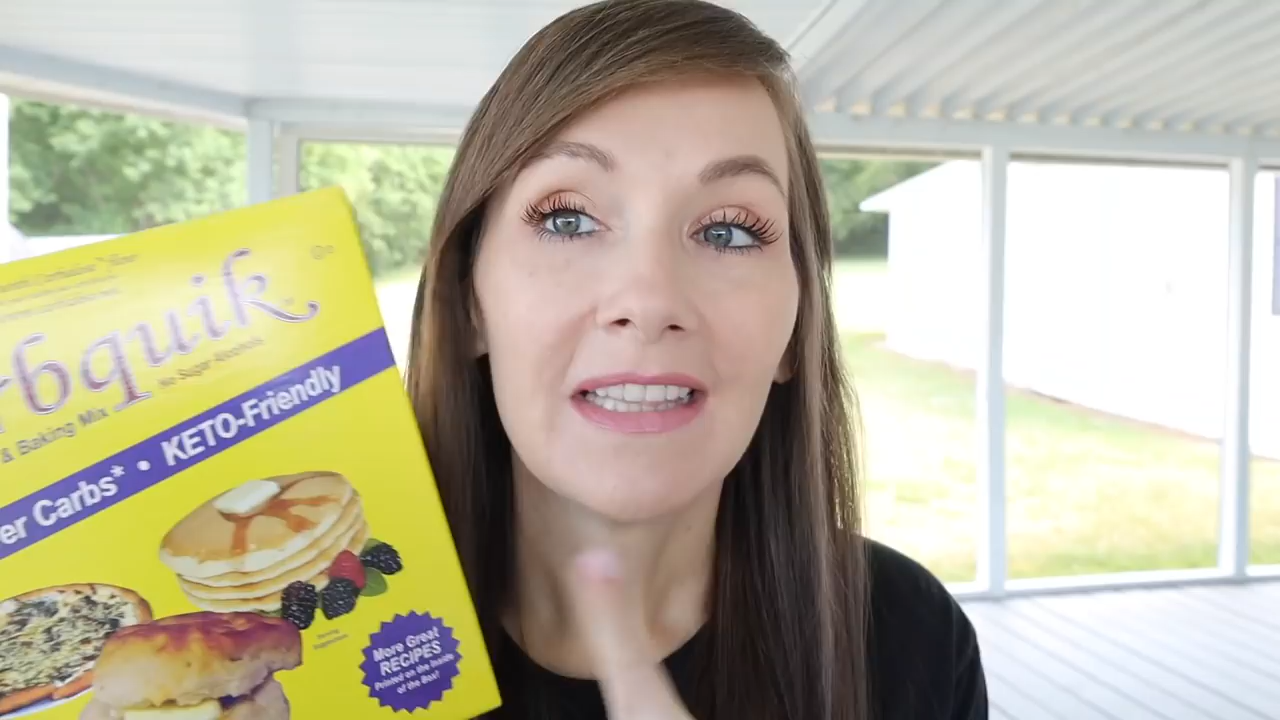 rbquik
& Baking Mix No Sugar Alcohols
er Carbs* • KETO-Friendly
More Great
RECIPES
Printed on the Inside
of the Box!